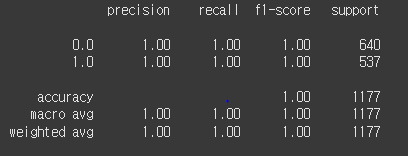 precision recall f1-score support
0.0 1.00 1.00 1.00 640
1.0 1.00 1.00 1.00 537
accuracy 1.00 1177
macro avg 1.00 1.00 1.00 1177
weighted avg 1.00 1.00 1.00 1177